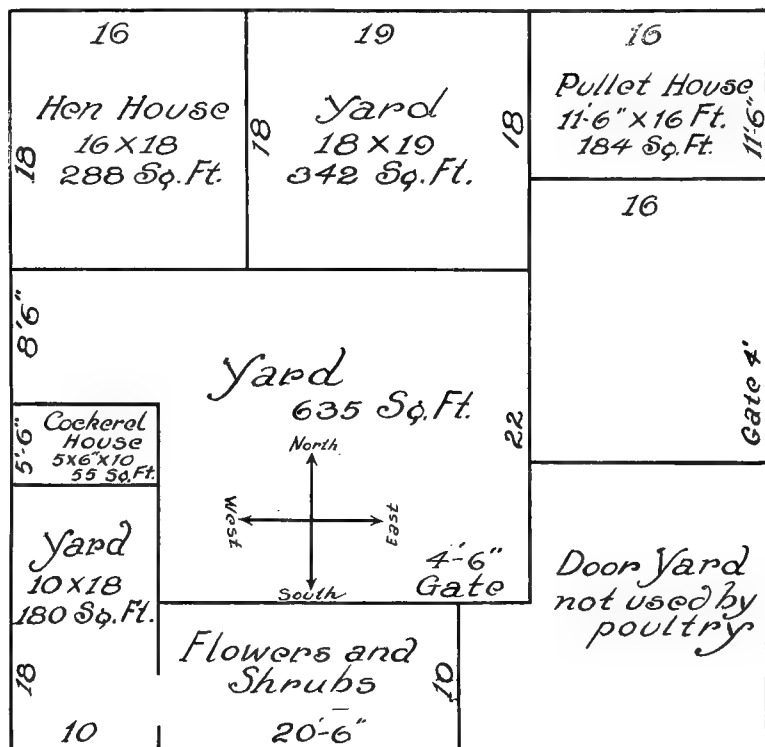 16
Hen House
16 X 18
288 Sq. Ft.
18
19
Yard
18 X 19
342 Sq. Ft.
18
18
16
Pullet House
11'-6" X 16 Ft.
184 Sq. Ft.
11'-6"
16
Gate 4'
8'6"
Yard
635 Sq. Ft.
22
North
West
East
South
4'-6"
Gate
5'-6"
Cockerel
House
5X6"X10
55 Sq. Ft.
Yard
10 X 18
180 Sq. Ft.
18
10
Flowers and
Shrubs
10
20'-6"
Door Yard
not used by
poultry